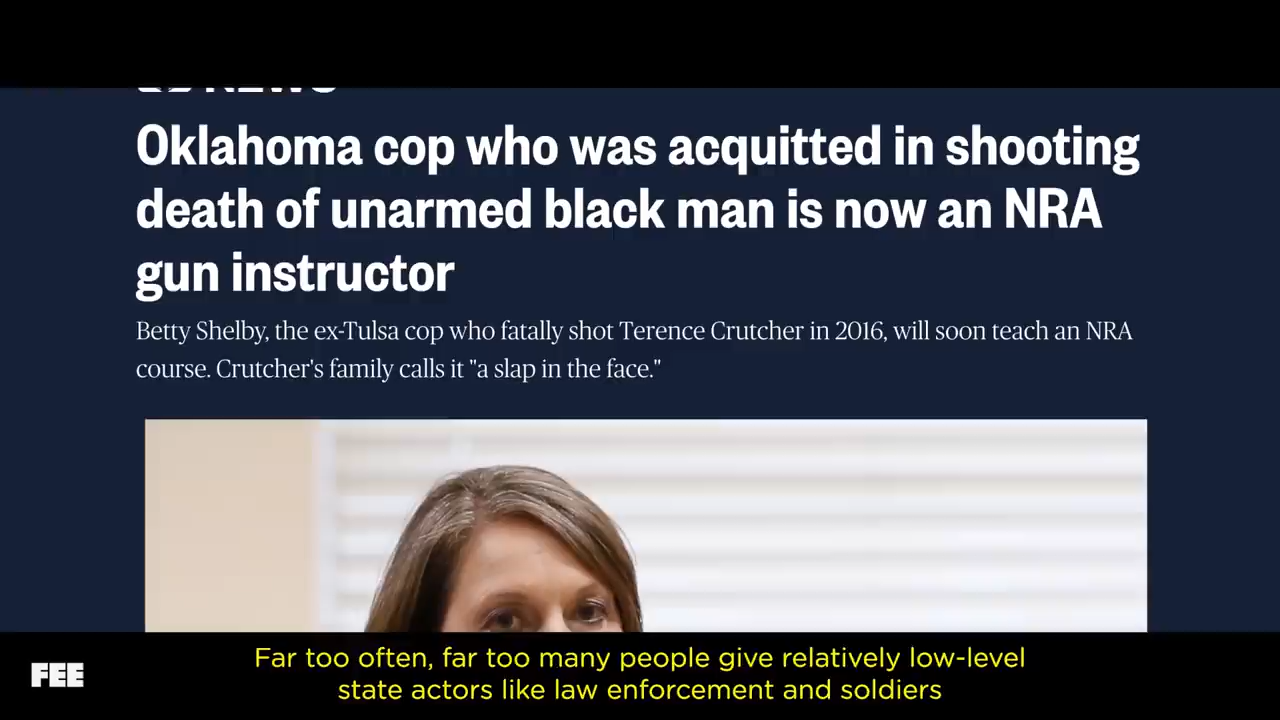 NEWS
Oklahoma cop who was acquitted in shooting
death of unarmed black man is now an NRA
gun instructor
Betty Shelby, the ex-Tulsa cop who fatally shot Terence Crutcher in 2016, will soon teach an NRA
course. Crutcher's family calls it "a slap in the face."
Far too often, far too many people give relatively low-level
state actors like law enforcement and soldiers
FEE